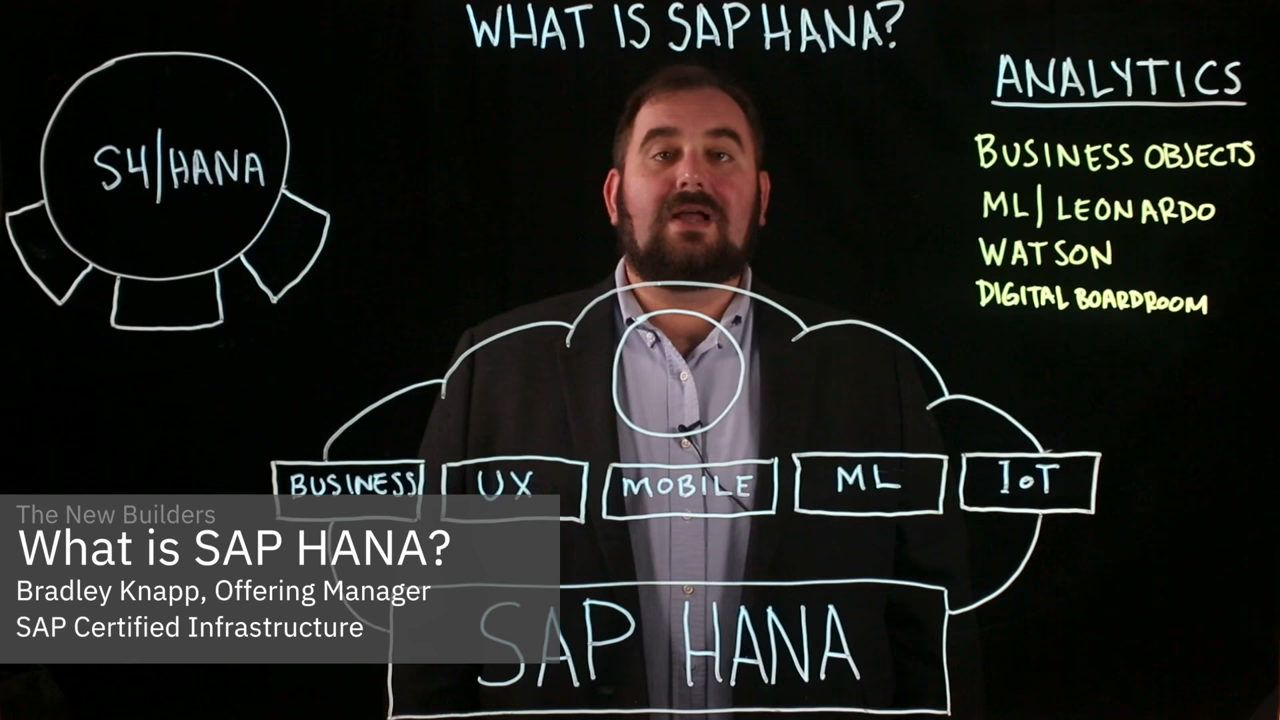 WHAT IS SAP HANA?
ANALYTICS
S4/HANA
BUSINESS OBJECTS
ML/LEONARDO
WATSON
DIGITAL BOARDROOM
BUSINESS UX MOBILE ML IOT
The New Builders
What is SAP HANA?
Bradley Knapp, Offering Manager
SAP Certified Infrastructure
SAP HANA